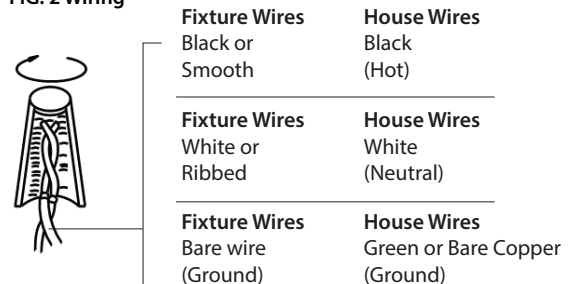 FIG. 2 Wiring
Fixture Wires House Wires
Black or Black
Smooth (Hot)
Fixture Wires House Wires
White or White
Ribbed (Neutral)
Fixture Wires House Wires
Bare wire Green or Bare Copper
(Ground) (Ground)